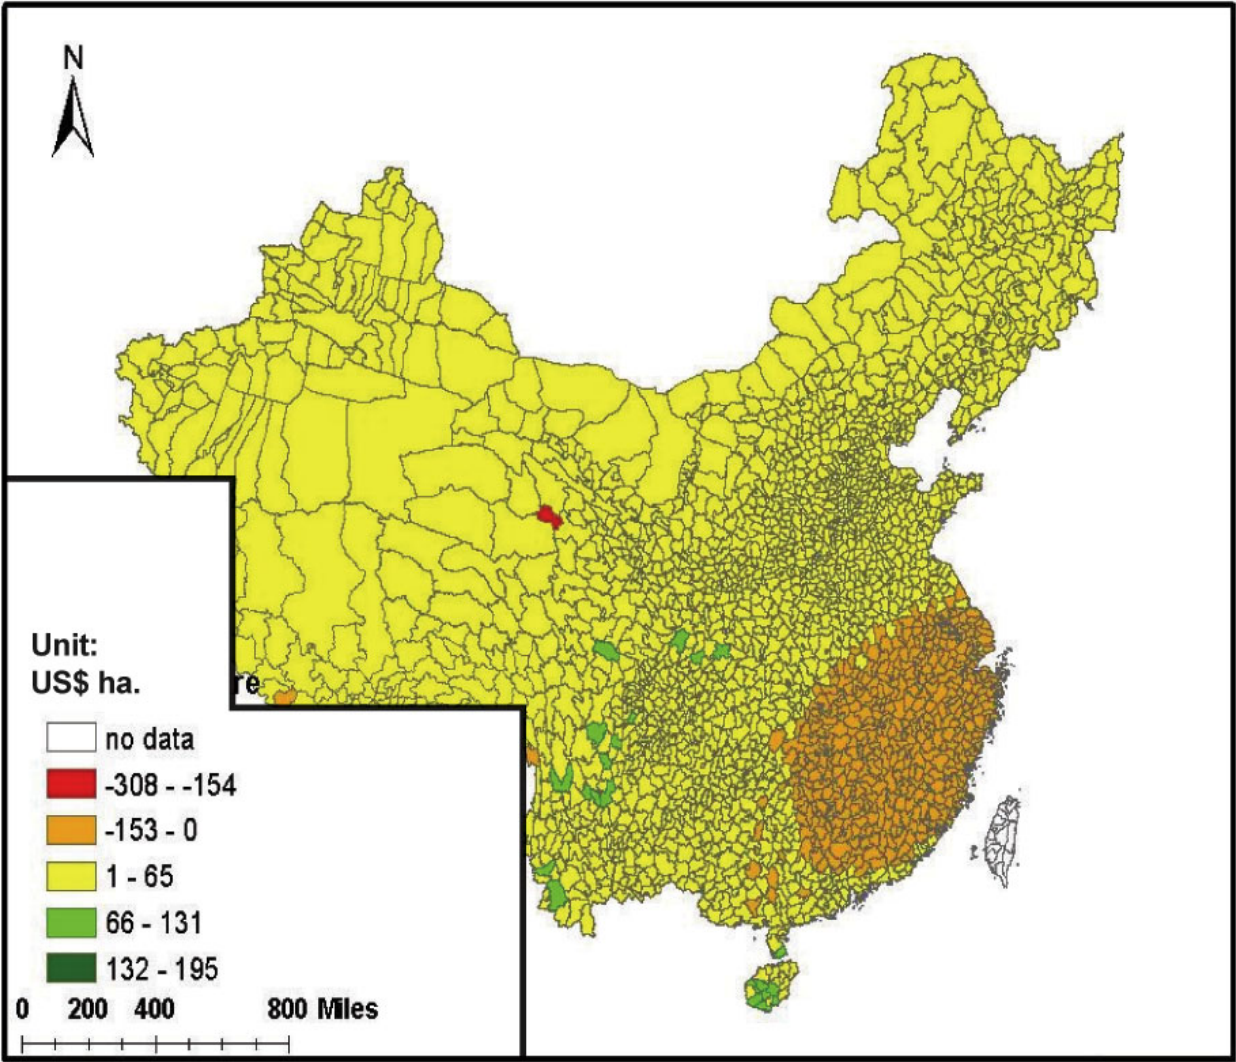 N
Unit:
US$ ha.
re
no data
-308 - -154
-153 - 0
1 - 65
66 - 131
132 - 195
0 200 400 800 Miles